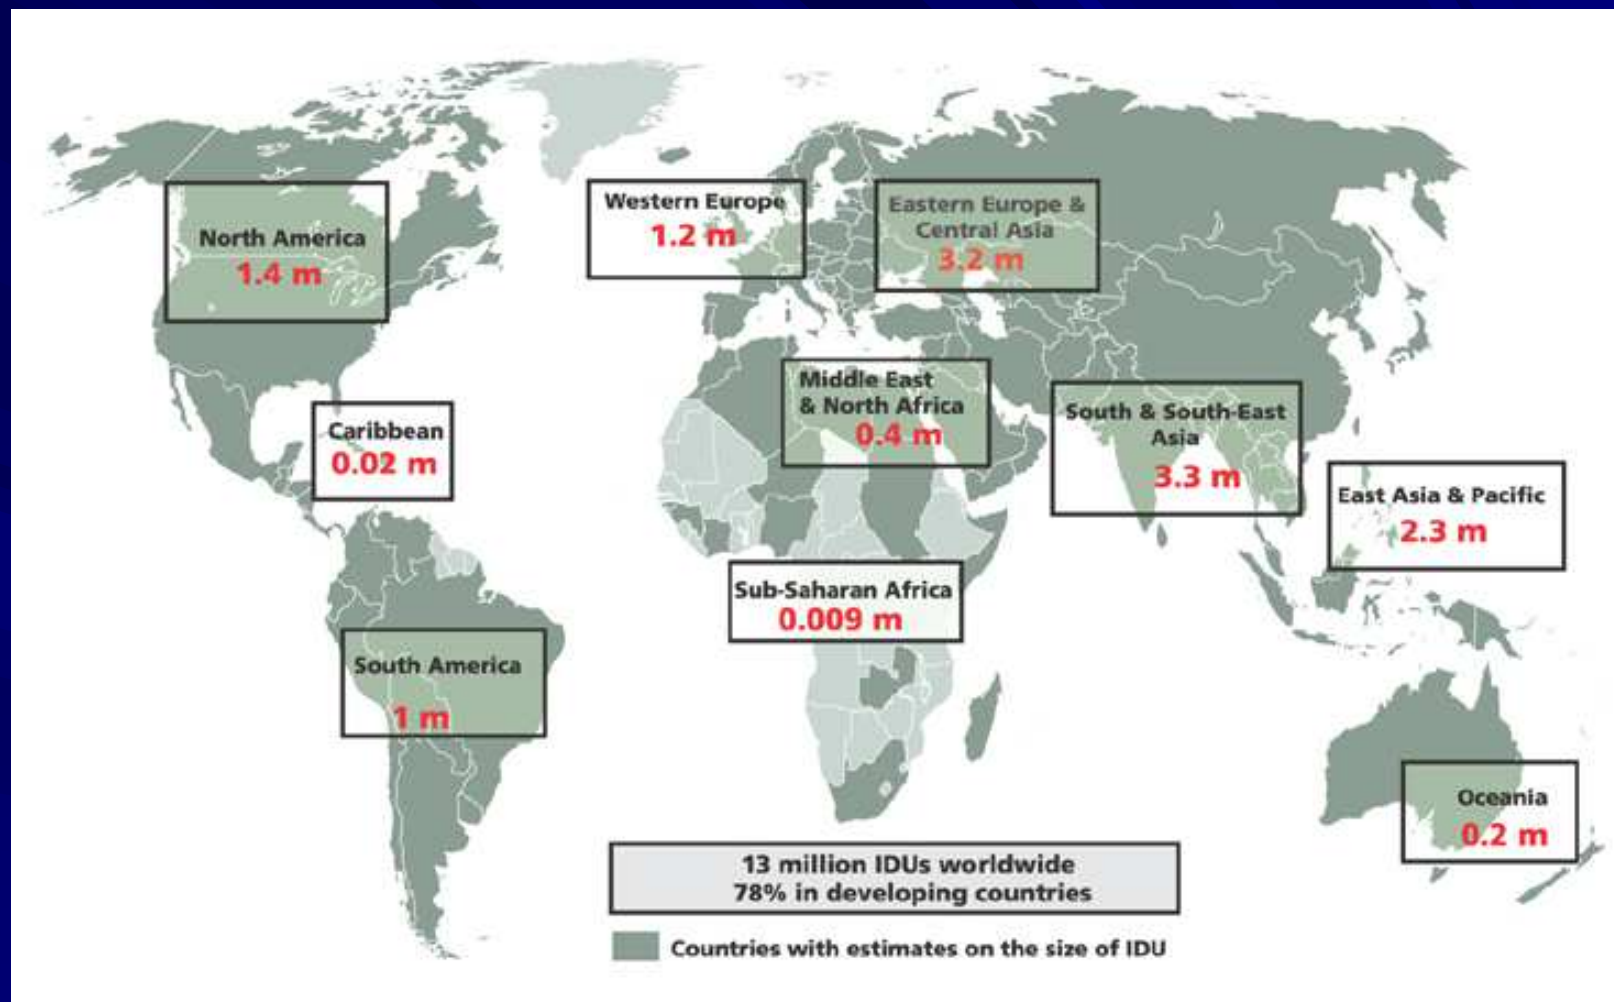 Western Europe
1.2 m
Eastern Europe &
Central Asia
3.2 m
North America
1.4 m
Middle East
& North Africa
0.4 m
South & South-East
Asia
3.3 m
Caribbean
0.02 m
East Asia & Pacific
2.3 m
Sub-Saharan Africa
0.009 m
South America
1 m
Oceania
0.2 m
13 million IDUs worldwide
78% in developing countries
Countries with estimates on the size of IDU